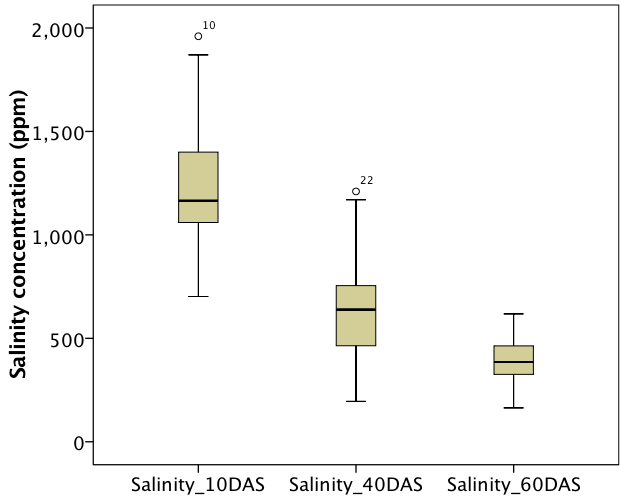 Salinity concentration (ppm)
2,000
1,500
1,000
500
0
10
22
Salinity_10DAS
Salinity_40DAS
Salinity_60DAS